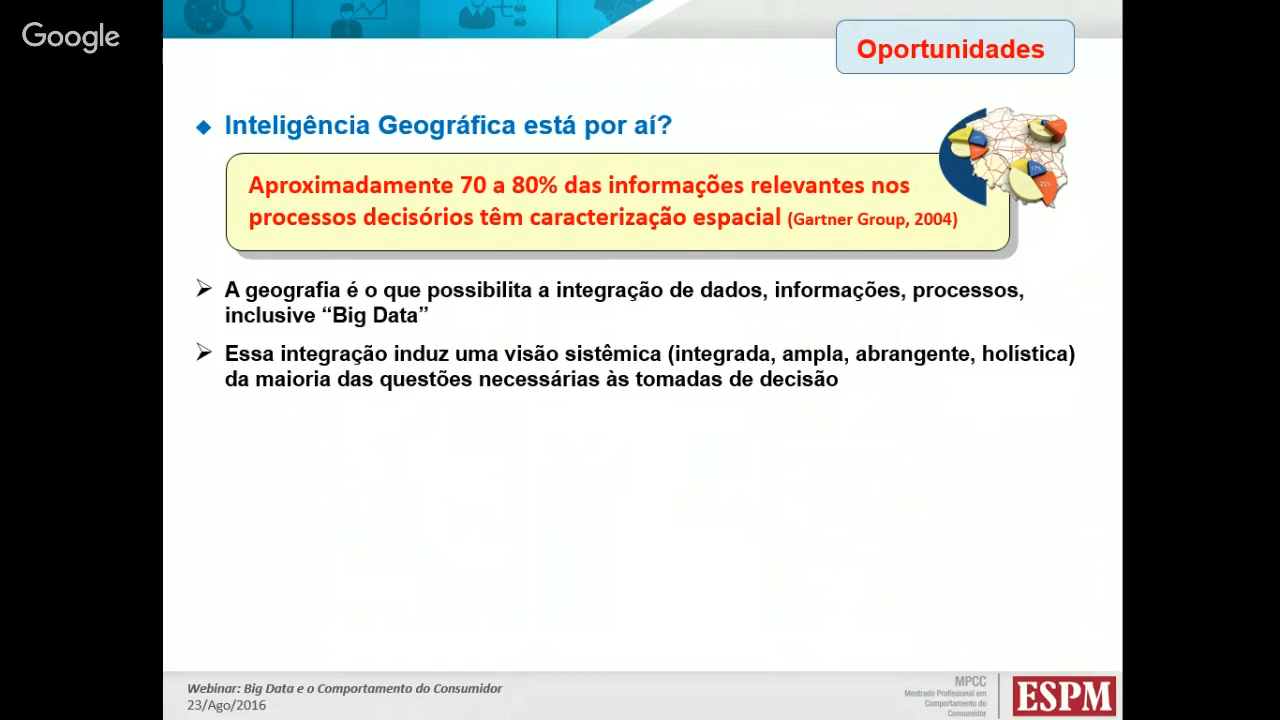 Google
Oportunidades
Inteligência Geográfica está por aí?
Aproximadamente 70 a 80% das informações relevantes nos
processos decisórios têm caracterização espacial (Gartner Group, 2004)
A geografia é o que possibilita a integração de dados, informações, processos,
inclusive “Big Data”
Essa integração induz uma visão sistêmica (integrada, ampla, abrangente, holística)
da maioria das questões necessárias às tomadas de decisão
Webinar: Big Data e o Comportamento do Consumidor
23/Ago/2016
MPCC
Mestrado Profissional em
Comportamento do
Consumidor
ESPM